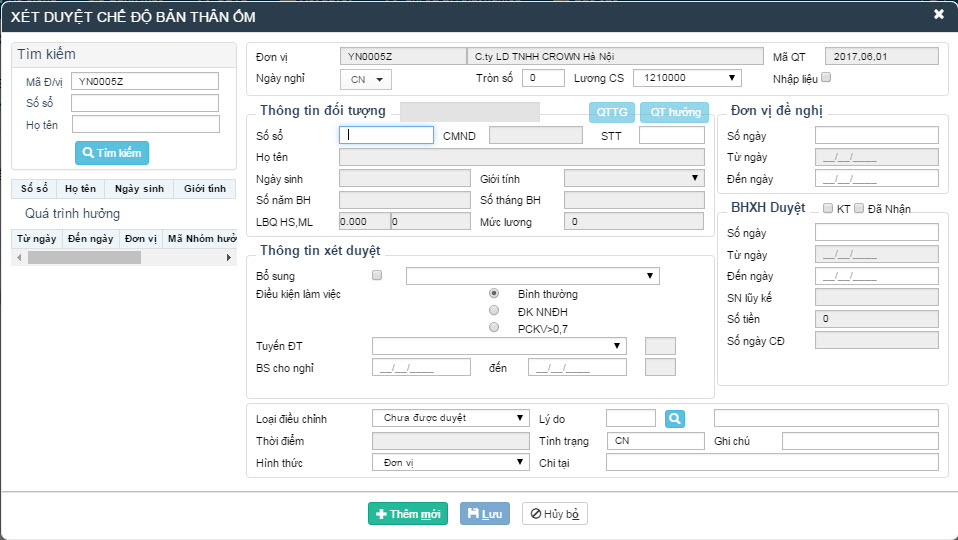 XÉT DUYỆT CHẾ ĐỘ BẢN THÂN ỐM
Tìm kiếm
Mã Đ/vị YN0005Z
Số sổ
Họ tên
Tìm kiếm
Số sổ Họ tên Ngày sinh Giới tính
Quá trình hưởng
Từ ngày Đến ngày Đơn vị Mã Nhóm hưở
Đơn vị YN0005Z C.ty LD TNHH CROWN Hà Nội Mã QT 2017.06.01
Ngày nghỉ CN Tròn số 0 Lương CS 1210000 Nhập liệu
Thông tin đối tượng QTTG QT hưởng
Số sổ CMND STT
Họ tên
Ngày sinh Giới tính
Số năm BH Số tháng BH
LBQ HS,ML 0.000 0 Mức lương 0
Thông tin xét duyệt
Bổ sung
Điều kiện làm việc Bình thường
ĐK NNĐH
PCKV>0,7
Tuyến ĐT
BS cho nghỉ __/__/____ đến __/__/____
Đơn vị đề nghị
Số ngày
Từ ngày __/__/____
Đến ngày __/__/____
BHXH Duyệt KT Đã Nhận
Số ngày
Từ ngày __/__/____
Đến ngày __/__/____
SN lũy kế
Số tiền 0
Số ngày CĐ
Loại điều chỉnh Chưa được duyệt Lý do
Thời điểm Tình trạng CN Ghi chú
Hình thức Đơn vị Chi tại
Thêm mới Lưu Hủy bỏ